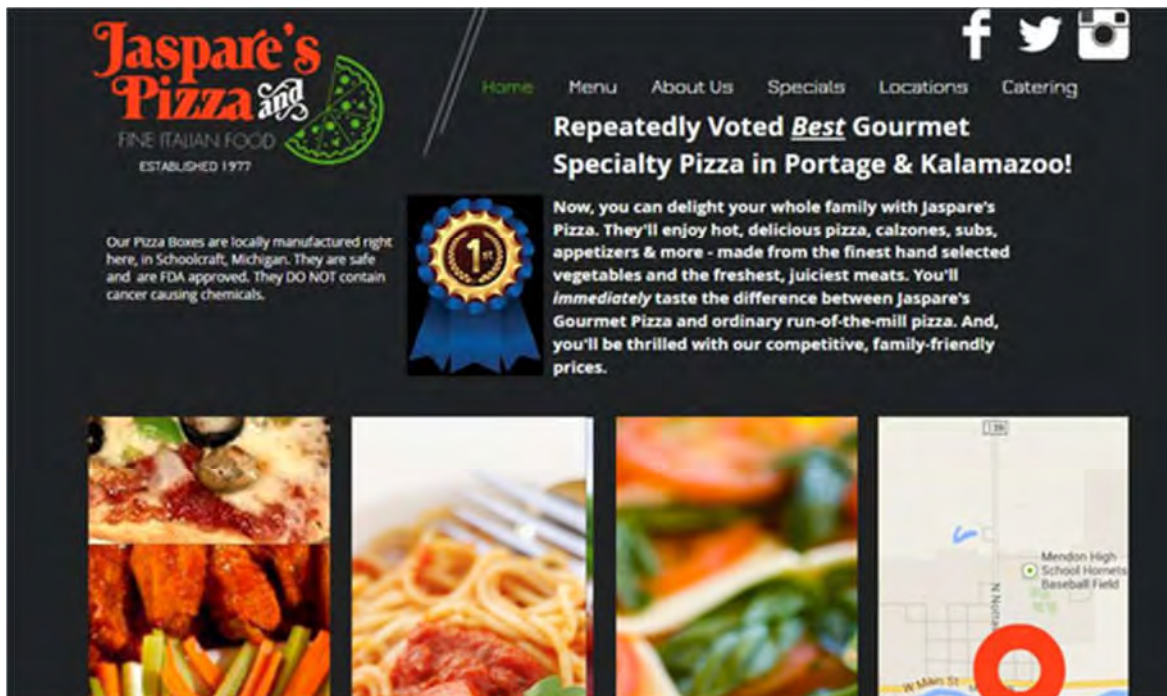 Jaspare's
Pizza and
FINE ITALIAN FOOD
ESTABLISHED 1977
Home Menu About Us Specials Locations Catering
Repeatedly Voted Best Gourmet
Specialty Pizza in Portage & Kalamazoo!
Our Pizza Boxes are locally manufactured right
here, in Schoolcraft, Michigan. They are safe
and are FDA approved. They DO NOT contain
cancer causing chemicals.
1st
Now, you can delight your whole family with Jaspare's
Pizza. They'll enjoy hot, delicious pizza, calzones, subs,
appetizers & more - made from the finest hand selected
vegetables and the freshest, juiciest meats. You'll
immediately taste the difference between Jaspare's
Gourmet Pizza and ordinary run-of-the-mill pizza. And,
you'll be thrilled with our competitive, family-friendly
prices.
Mendon High
School Hornets
Baseball Field
W Main St